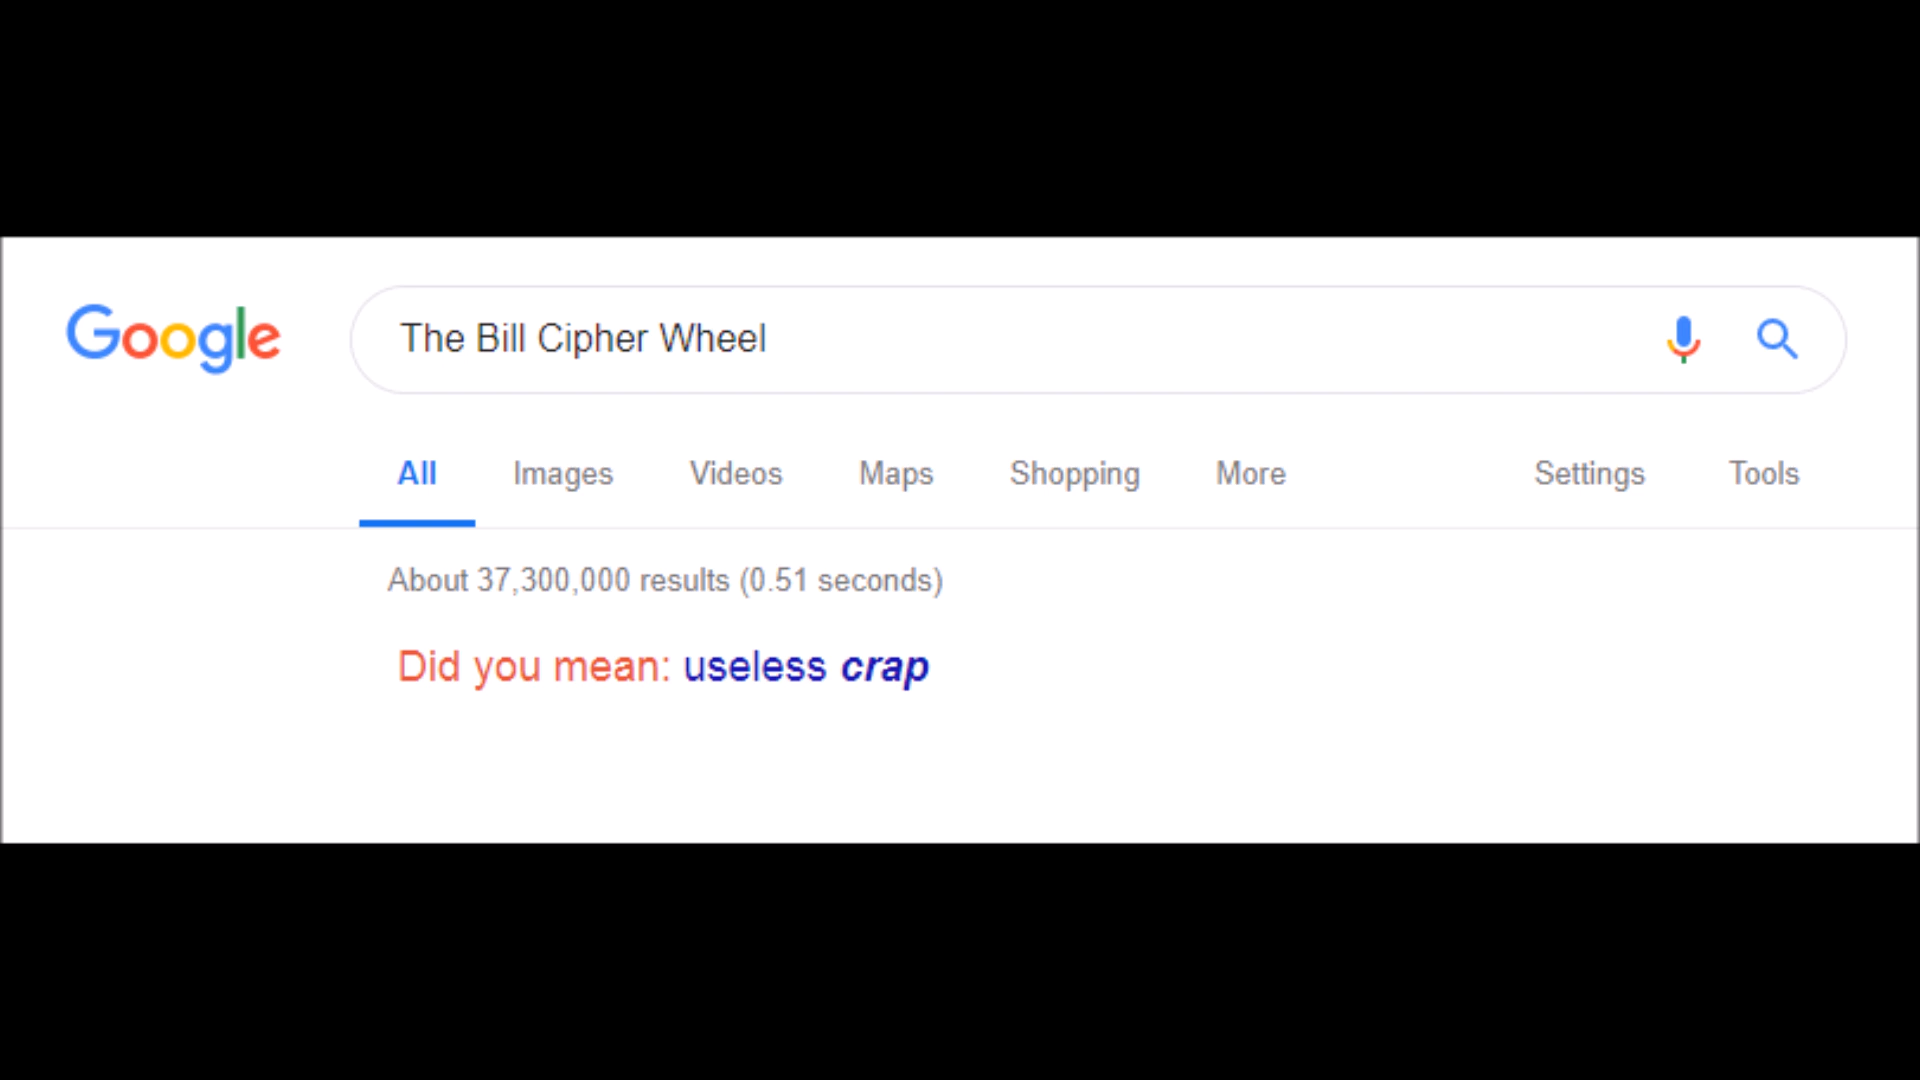 Google The Bill Cipher Wheel
All Images Videos Maps Shopping More Settings Tools
About 37,300,000 results (0.51 seconds)
Did you mean: useless crap